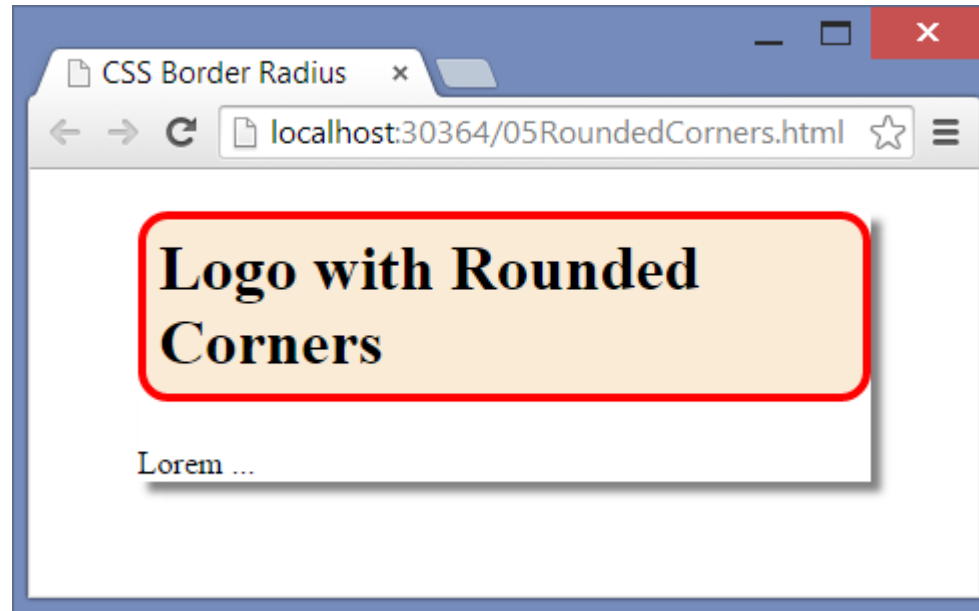 CSS Border Radius
localhost:30364/05RoundedCorners.html
Logo with Rounded
Corners
Lorem ...